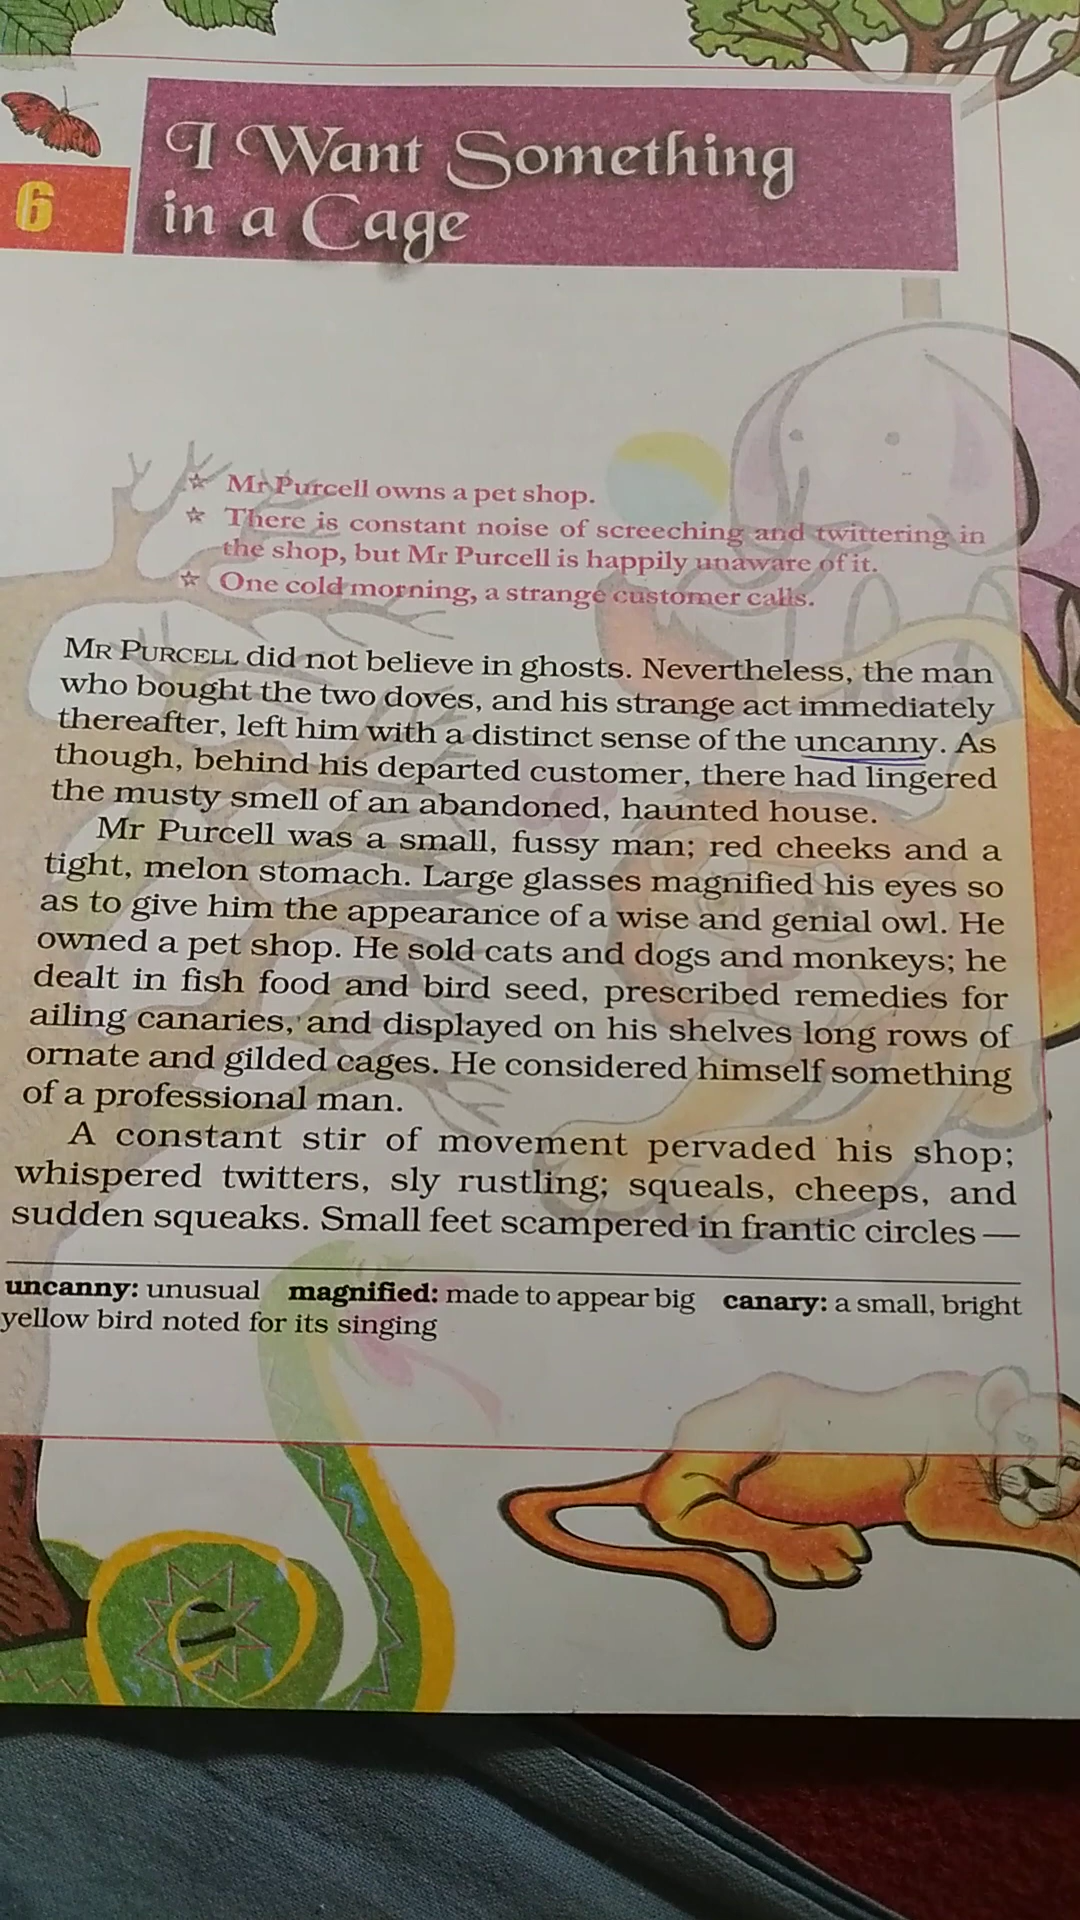 I Want Something
in a Cage
6
☆ Mr Purcell owns a pet shop.
☆ There is constant noise of screeching and twittering in
the shop, but Mr Purcell is happily unaware of it.
☆ One cold morning, a strange customer calls.
MR PURCELL did not believe in ghosts. Nevertheless, the man
who bought the two doves, and his strange act immediately
thereafter, left him with a distinct sense of the uncanny. As
though, behind his departed customer, there had lingered
the musty smell of an abandoned, haunted house.
Mr Purcell was a small, fussy man; red cheeks and a
tight, melon stomach. Large glasses magnified his eyes so
as to give him the appearance of a wise and genial owl. He
owned a pet shop. He sold cats and dogs and monkeys; he
dealt in fish food and bird seed, prescribed remedies for
ailing canaries, and displayed on his shelves long rows of
ornate and gilded cages. He considered himself something
of a professional man.
A constant stir of movement pervaded his shop;
whispered twitters, sly rustling; squeals, cheeps, and
sudden squeaks. Small feet scampered in frantic circles —
uncanny: unusual magnified: made to appear big canary: a small, bright
yellow bird noted for its singing